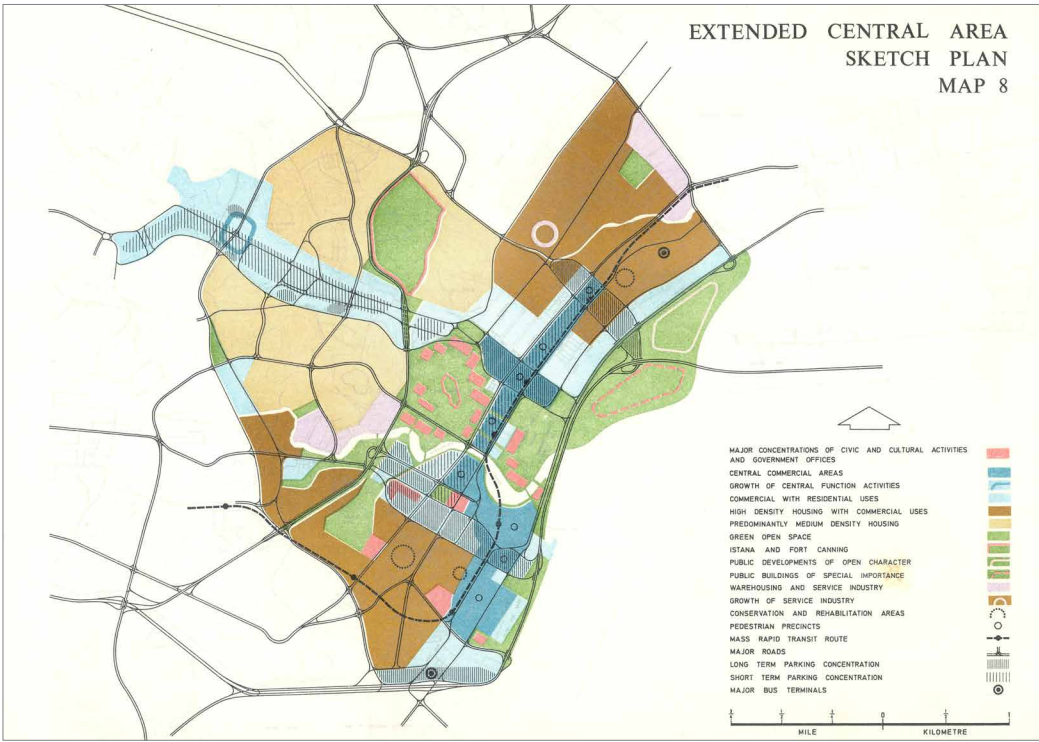 EXTENDED CENTRAL AREA
SKETCH PLAN
MAP 8
MAJOR CONCENTRATIONS OF CIVIC AND CULTURAL ACTIVITIES
AND GOVERNMENT OFFICES
CENTRAL COMMERCIAL AREAS
GROWTH OF CENTRAL FUNCTION ACTIVITIES
COMMERCIAL WITH RESIDENTIAL USES
HIGH DENSITY HOUSING WITH COMMERCIAL USES
PREDOMINANTLY MEDIUM DENSITY HOUSING
GREEN OPEN SPACE
ISTANA AND FORT CANNING
PUBLIC DEVELOPMENTS OF OPEN CHARACTER
PUBLIC BUILDINGS OF SPECIAL IMPORTANCE
WAREHOUSING AND SERVICE INDUSTRY
GROWTH OF SERVICE INDUSTRY
CONSERVATION AND REHABILITATION AREAS
PEDESTRIAN PRECINCTS
MASS RAPID TRANSIT ROUTE
MAJOR ROADS
LONG TERM PARKING CONCENTRATION
SHORT TERM PARKING CONCENTRATION
MAJOR BUS TERMINALS
0 1
MILE KILOMETRE